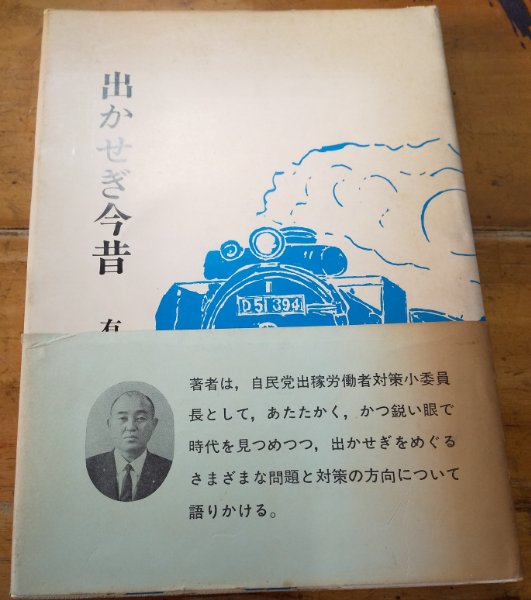 出かせぎ今昔
有
D51 394
著者は，自民党出稼労働者対策小委員
長として，あたたかく，かつ鋭い眼で
時代を見つめつつ，出かせぎをめぐる
さまざまな問題と対策の方向について
語りかける。